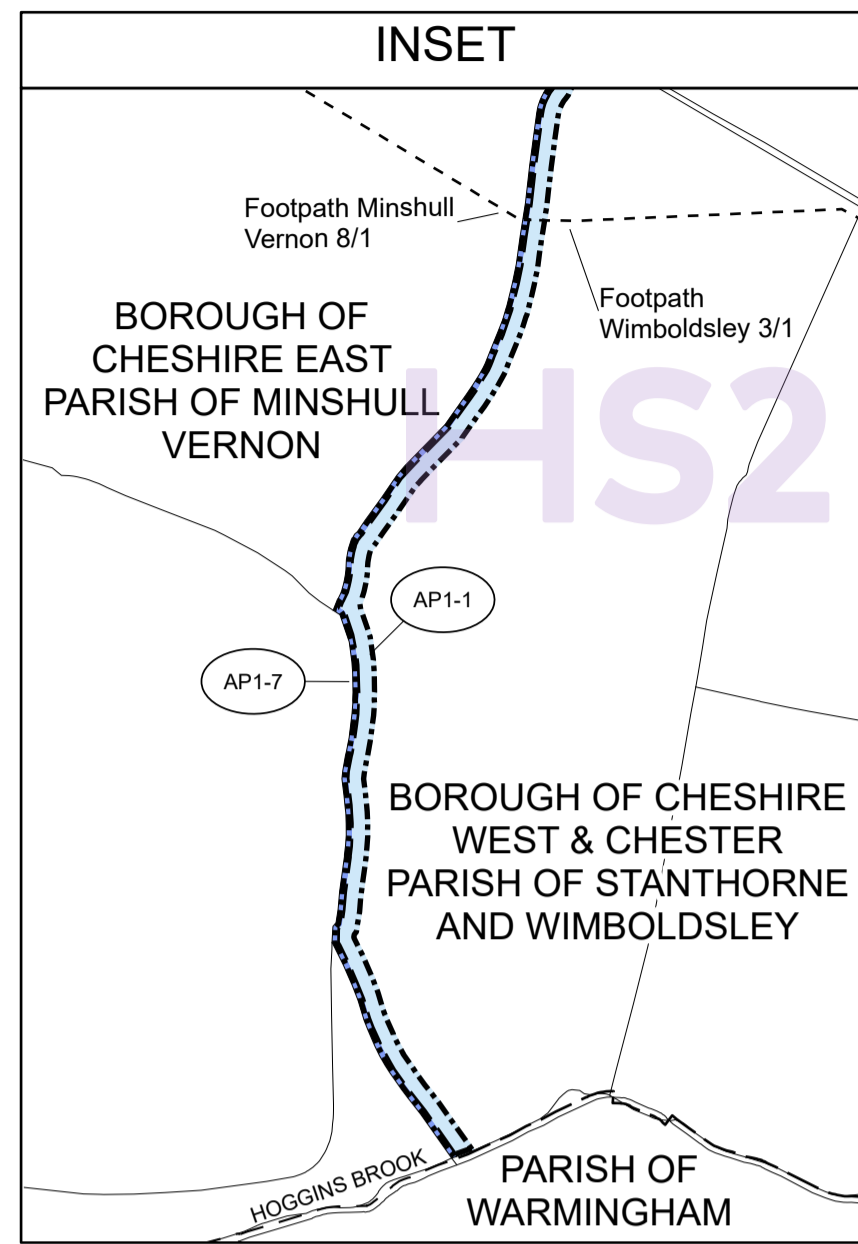 INSET
Footpath Minshull
Vernon 8/1
Footpath
Wimboldsley 3/1
BOROUGH OF
CHESHIRE EAST
PARISH OF MINSHULL
VERNON
HS2
AP1-1
AP1-7
BOROUGH OF CHESHIRE
WEST & CHESTER
PARISH OF STANTHORNE
AND WIMBOLDSLEY
HOGGINS BROOK
PARISH OF
WARMINGHAM